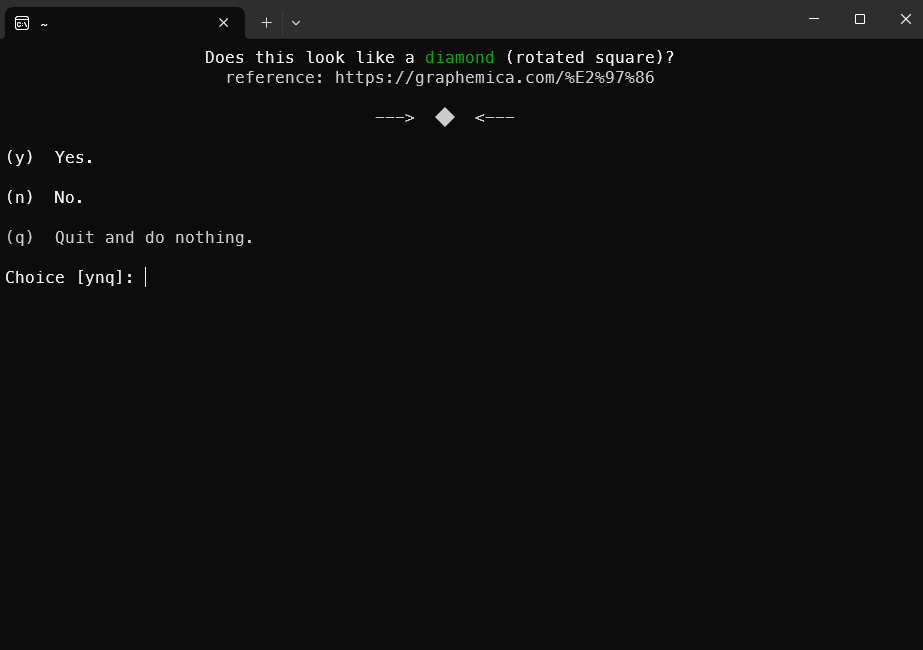 ~
Does this look like a diamond (rotated square)?
reference: https://graphemica.com/%E2%97%86
---> ◆ <---
(y) Yes.
(n) No.
(q) Quit and do nothing.
Choice [ynq]: